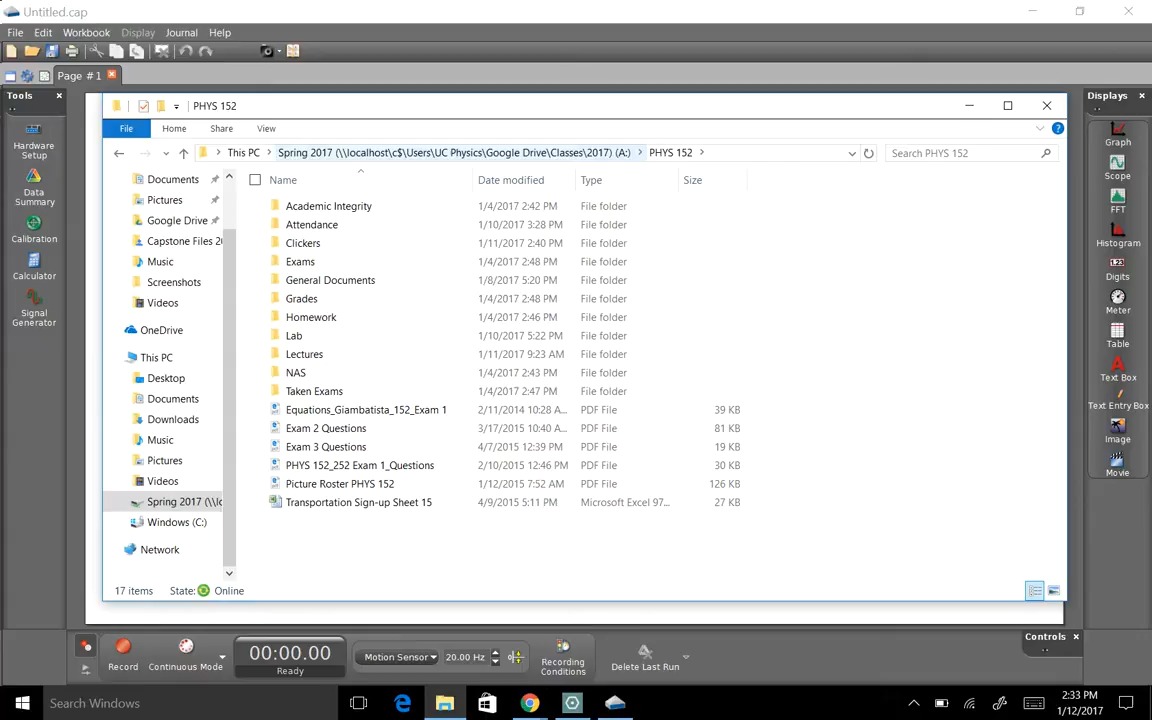 Untitled.cap
File Edit Workbook Display Journal Help
Page #1
Tools
Hardware
Setup
Data
Summary
Calibration
Calculator
Signal
Generator
PHYS 152
File Home Share View
This PC > Spring 2017 (\\localhost\c$\Users\UC Physics\Google Drive\Classes\2017) (A:) > PHYS 152 >
Search PHYS 152
Documents
Pictures
Google Drive
Capstone Files 20
Music
Screenshots
Videos
OneDrive
This PC
Desktop
Documents
Downloads
Music
Pictures
Videos
Spring 2017 (\\lo
Windows (C:)
Network
Name Date modified Type Size
Academic Integrity 1/4/2017 2:42 PM File folder
Attendance 1/10/2017 3:28 PM File folder
Clickers 1/11/2017 2:40 PM File folder
Exams 1/4/2017 2:48 PM File folder
General Documents 1/8/2017 5:20 PM File folder
Grades 1/4/2017 2:48 PM File folder
Homework 1/4/2017 2:46 PM File folder
Lab 1/10/2017 5:22 PM File folder
Lectures 1/11/2017 9:23 AM File folder
NAS 1/4/2017 2:43 PM File folder
Taken Exams 1/4/2017 2:47 PM File folder
Equations_Giambatista_152_Exam 1 2/11/2014 10:28 A... PDF File 39 KB
Exam 2 Questions 3/17/2015 10:40 A... PDF File 81 KB
Exam 3 Questions 4/7/2015 12:39 PM PDF File 19 KB
PHYS 152_252 Exam 1_Questions 2/10/2015 12:46 PM PDF File 30 KB
Picture Roster PHYS 152 1/12/2015 7:52 AM PDF File 126 KB
Transportation Sign-up Sheet 15 4/9/2015 5:11 PM Microsoft Excel 97... 27 KB
17 items State: Online
Displays
Graph
Scope
FFT
Histogram
1.23
Digits
Meter
Table
A
Text Box
Text Entry Box
Image
Movie
Record
Continuous Mode
00:00.00
Ready
Motion Sensor
20.00 Hz
Recording
Conditions
Delete Last Run
Controls
Search Windows
2:33 PM
1/12/2017